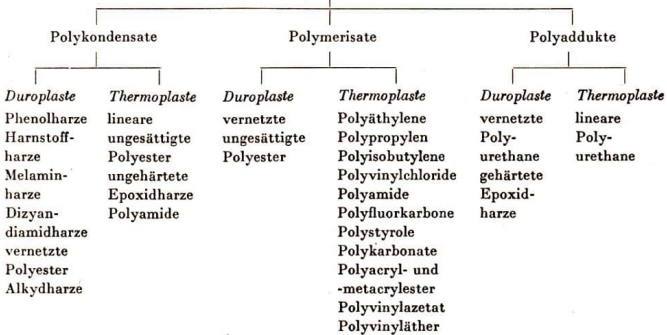 Polykondensate
Polymerisate
Polyaddukte
Duroplaste
Phenolharze
Harnstoff-
harze
Melamin-
harze
Dizyan-
diamidharze
vernetzte
Polyester
Alkydharze
Thermoplaste
lineare
ungesättigte
Polyester
ungehärtete
Epoxidharze
Polyamide
Duroplaste
vernetzte
ungesättigte
Polyester
Thermoplaste
Polyäthylene
Polypropylen
Polyisobutylene
Polyvinylchloride
Polyamide
Polyfluorkarbone
Polystyrole
Polykarbonate
Polyacryl- und
-metacrylester
Polyvinylazetat
Polyvinyläther
Duroplaste
vernetzte
Poly-
urethane
gehärtete
Epoxid-
harze
Thermoplaste
lineare
Poly-
urethane